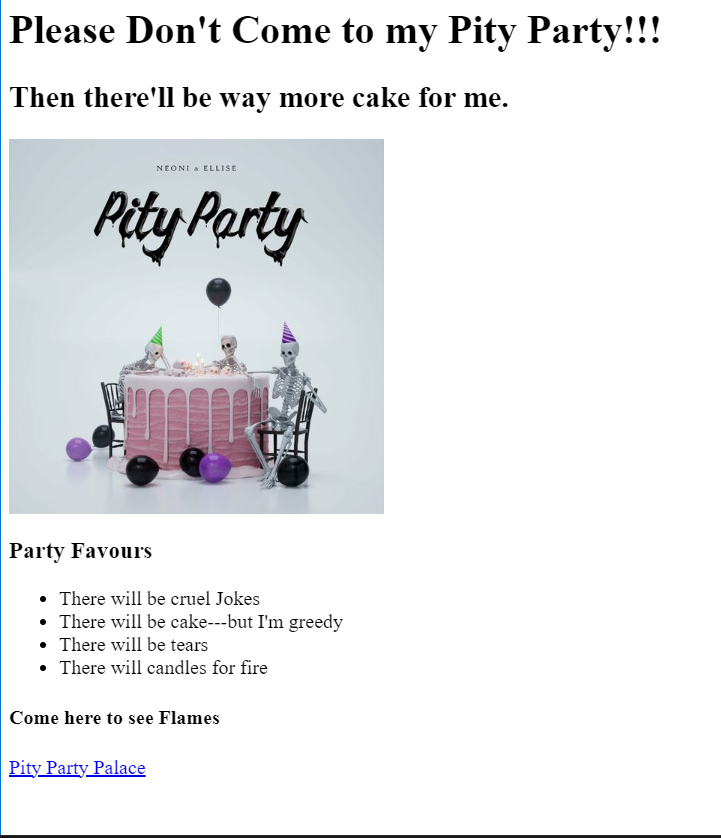 Please Don't Come to my Pity Party!!!
Then there'll be way more cake for me.
NEONI & ELLISE
Pity Party
Party Favours
There will be cruel Jokes
There will be cake---but I'm greedy
There will be tears
There will candles for fire
Come here to see Flames
Pity Party Palace